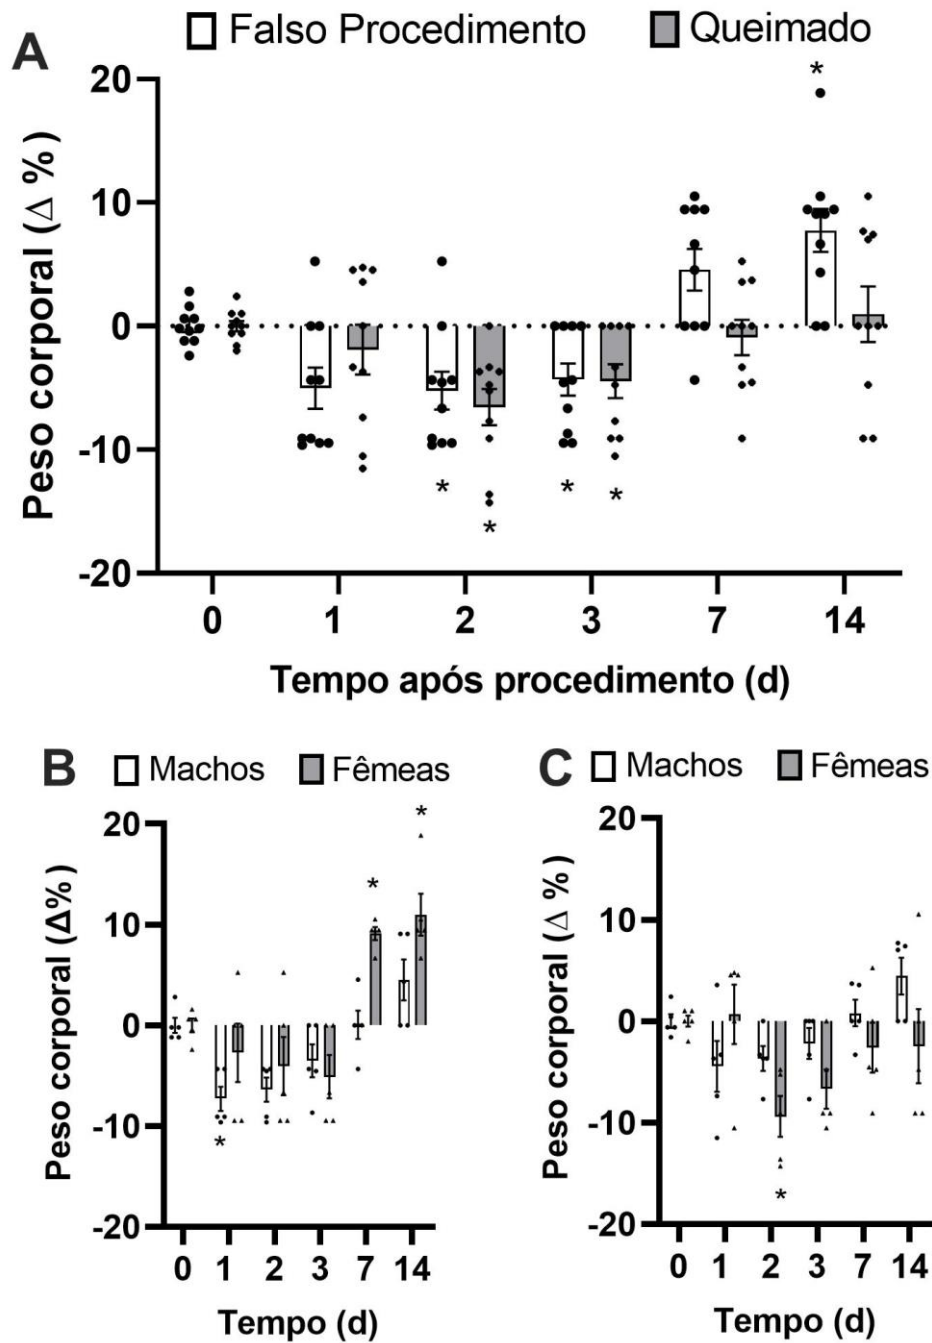 A
Falso Procedimento
Queimado
Peso corporal (Δ %)
20
10
0
-10
-20
*
*
*
*
*
0 1 2 3 7 14
Tempo após procedimento (d)
B
Machos
Fêmeas
Peso corporal (Δ%)
20
10
0
-10
-20
*
*
*
0 1 2 3 7 14
Tempo (d)
C
Machos
Fêmeas
Peso corporal (Δ %)
20
10
0
-10
-20
*
0 1 2 3 7 14
Tempo (d)